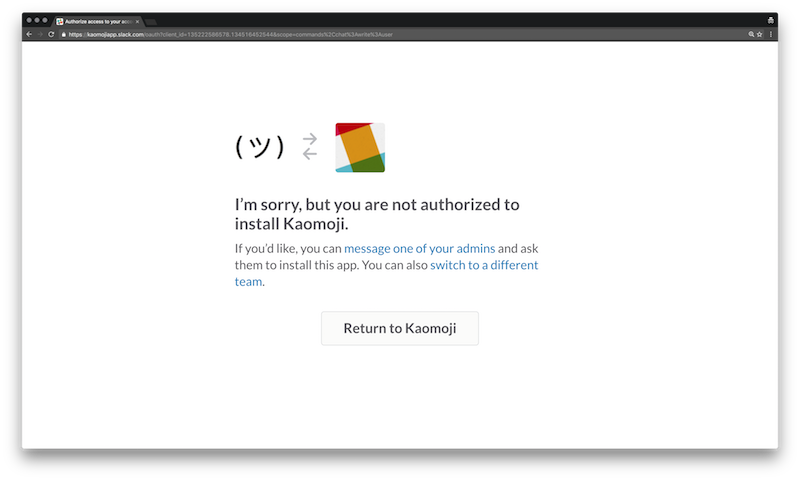 Authorize access to your acco
https://kaomojiapp.slack.com/oauth?client_id=135222586578.134516452544&scope=commands%2Cchat%3Awrite%3Auser
(ツ)
I'm sorry, but you are not authorized to
install Kaomoji.
If you'd like, you can message one of your admins and ask
them to install this app. You can also switch to a different
team.
Return to Kaomoji